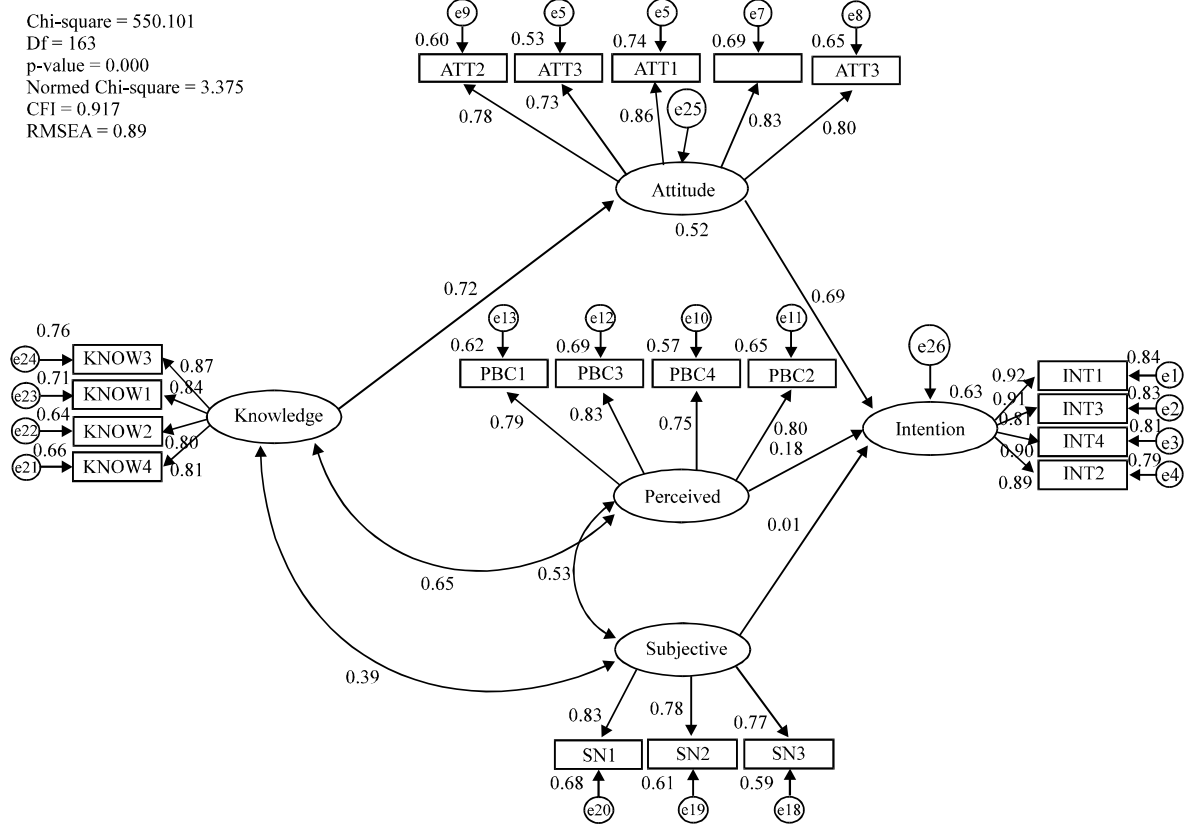 Chi-square = 550.101
Df = 163
p-value = 0.000
Normed Chi-square = 3.375
CFI = 0.917
RMSEA = 0.89
e9 e5 e5 e7 e8
0.60 0.53 0.74 0.69 0.65
ATT2 ATT3 ATT1 ATT3
0.78 0.73 0.86 e25 0.83 0.80
Attitude
0.52
0.72 0.69
e13 e12 e10 e11
0.62 0.69 0.57 0.65
PBC1 PBC3 PBC4 PBC2
0.79 0.83 0.75 0.80
0.18
Perceived
0.76
e24 KNOW3 0.87
0.71
e23 KNOW1 0.84
0.64
e22 KNOW2 0.80
0.66
e21 KNOW4 0.81
Knowledge
e26
0.63
Intention
0.92 INT1 0.84 e1
0.91 INT3 0.83 e2
0.81 INT4 0.81 e3
0.90 INT2 0.79 e4
0.89
0.01
0.65 0.53
0.39
Subjective
0.83 0.78 0.77
SN1 SN2 SN3
0.68 0.61 0.59
e20 e19 e18